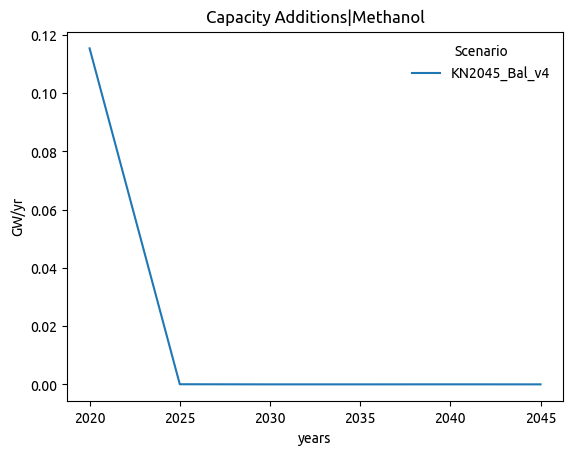 Capacity Additions|Methanol
0.12
0.10
0.08
0.06
0.04
0.02
0.00
GW/yr
Scenario
KN2045_Bal_v4
2020 2025 2030 2035 2040 2045
years